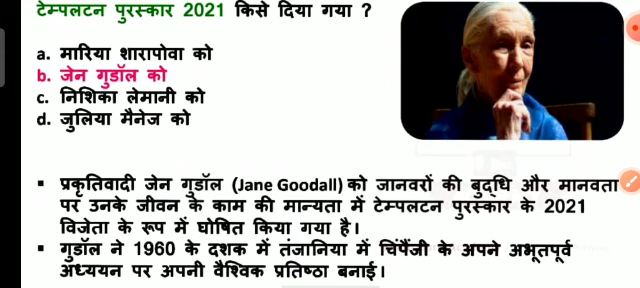 टेम्पलटन पुरस्कार 2021 किसे दिया गया ?
a. मारिया शारापोवा को
b. जेन गुडॉल को
c. निशिका लेमानी को
d. जुलिया मैनेज को
▪ प्रकृतिवादी जेन गुडॉल (Jane Goodall) को जानवरों की बुद्धि और मानवता
पर उनके जीवन के काम की मान्यता में टेम्पलटन पुरस्कार के 2021
विजेता के रूप में घोषित किया गया है।
▪ गुडॉल ने 1960 के दशक में तंजानिया में चिंपैंजी के अपने अभूतपूर्व
अध्ययन पर अपनी वैश्विक प्रतिष्ठा बनाई।